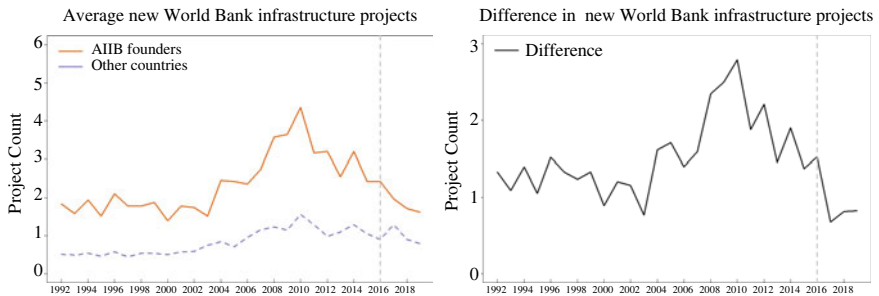 Average new World Bank infrastructure projects
6
5
4
3
2
1
0
Project Count
AIIB founders
Other countries
1992 1994 1996 1998 2000 2002 2004 2006 2008 2010 2012 2014 2016 2018
Difference in new World Bank infrastructure projects
3
2
1
0
Project Count
Difference
1992 1994 1996 1998 2000 2002 2004 2006 2008 2010 2012 2014 2016 2018